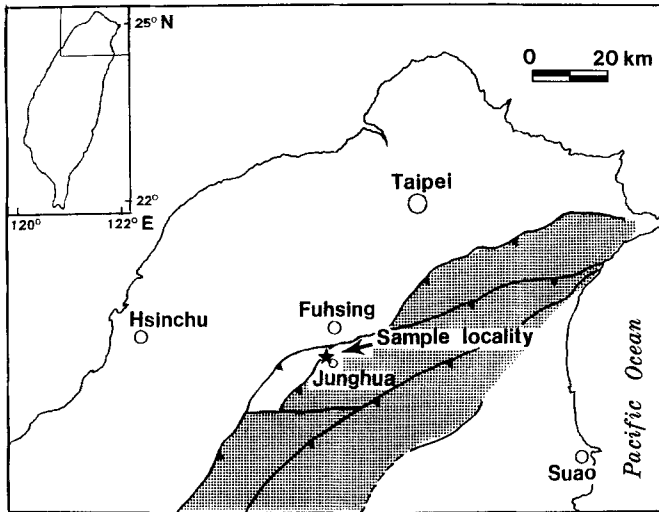 25° N
0 20 km
Taipei
22°
120° 122° E
Hsinchu
Fuhsing
Sample locality
Junghua
Pacific Ocean
Suao